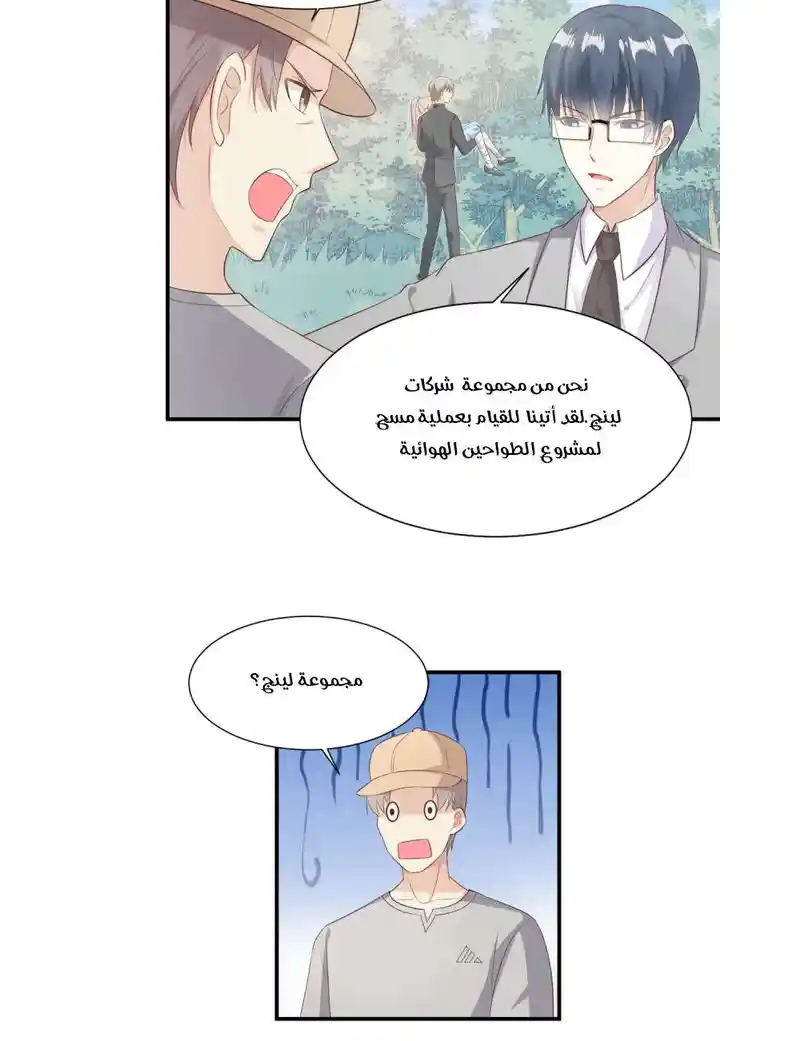 نحن من مجموعة شركات
لينج.لقد أتينا للقيام بعملية مسح
لمشروع الطواحين الهوائية
مجموعة لينج؟